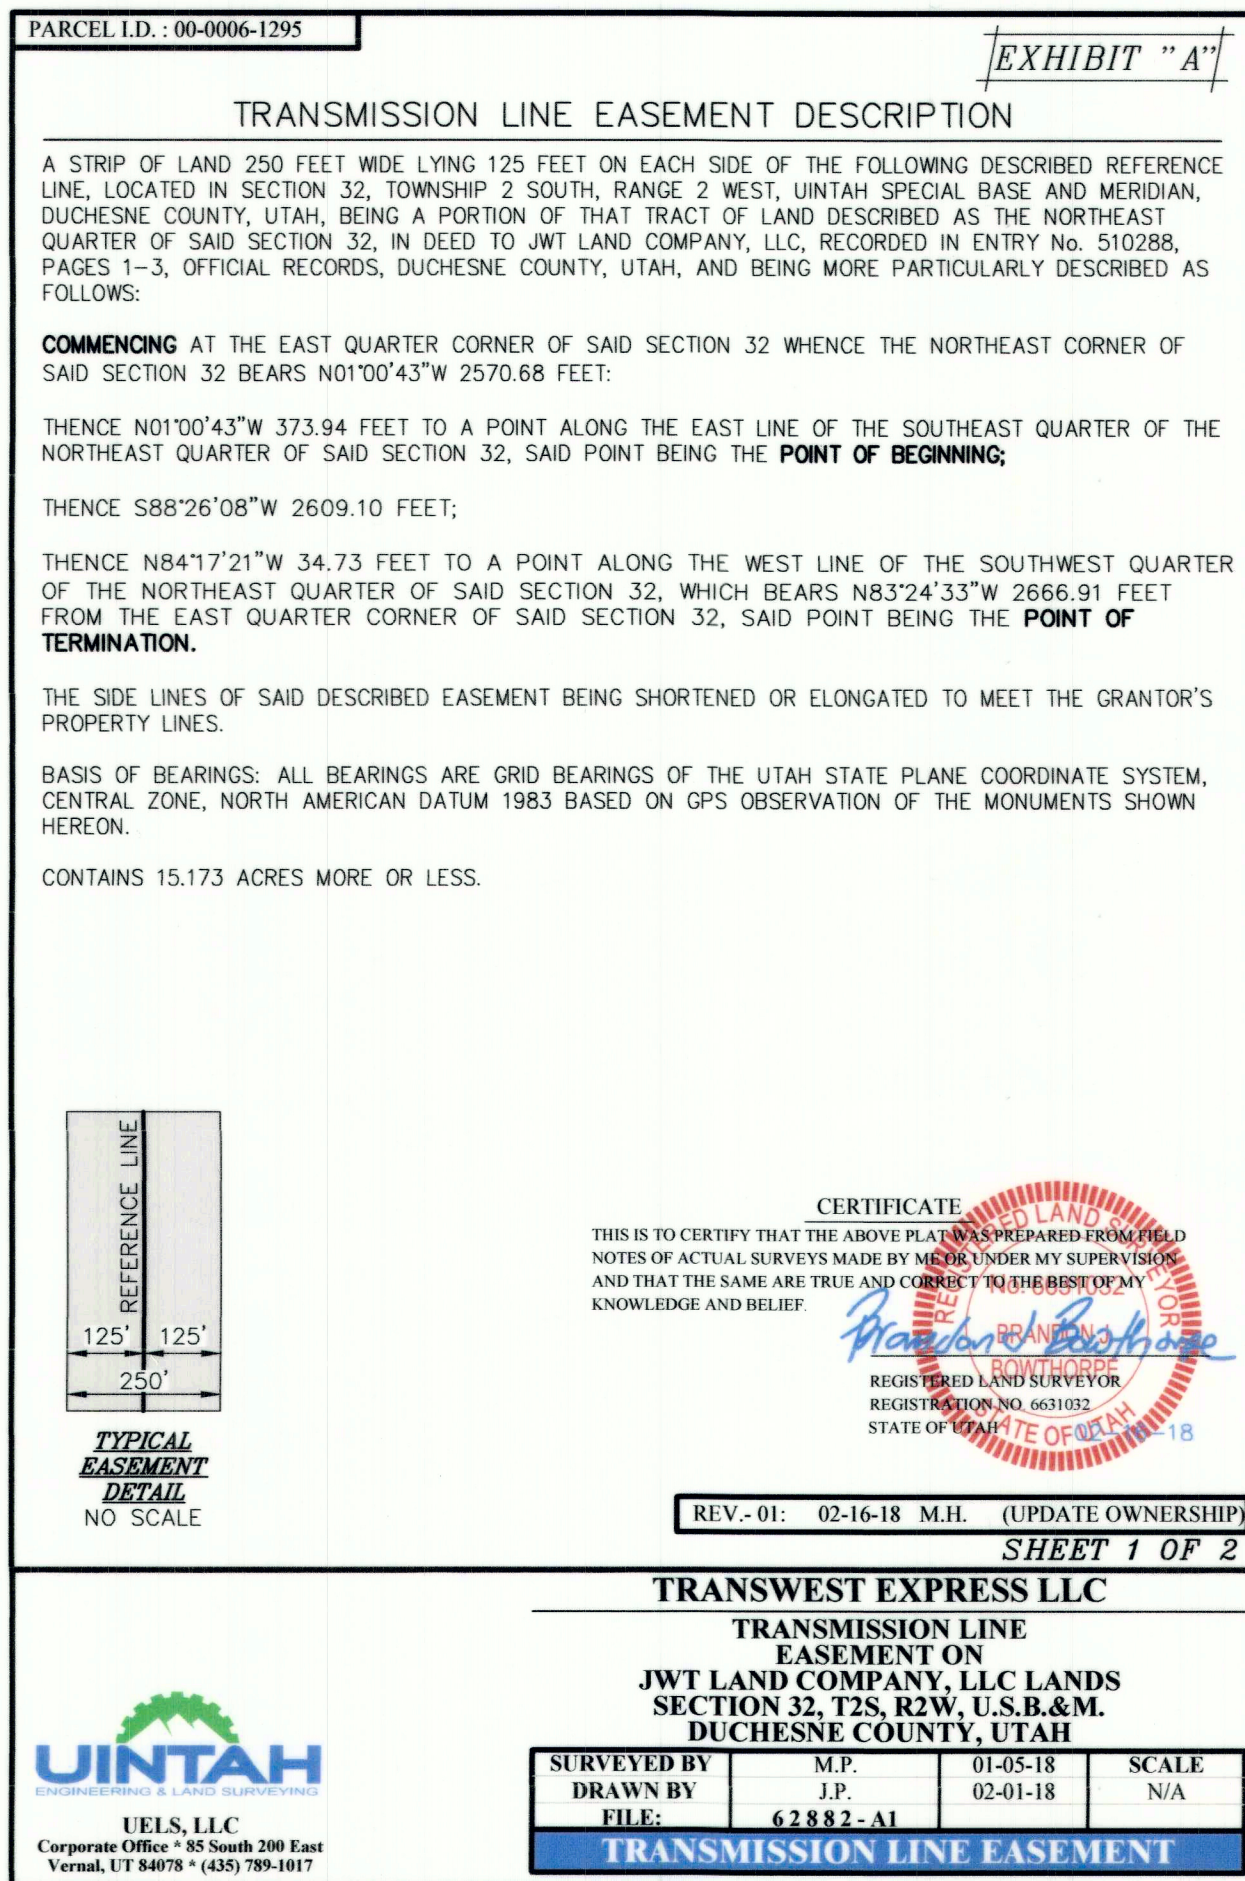 PARCEL I.D. : 00-0006-1295
EXHIBIT "A"
TRANSMISSION LINE EASEMENT DESCRIPTION
A STRIP OF LAND 250 FEET WIDE LYING 125 FEET ON EACH SIDE OF THE FOLLOWING DESCRIBED REFERENCE
LINE, LOCATED IN SECTION 32, TOWNSHIP 2 SOUTH, RANGE 2 WEST, UINTAH SPECIAL BASE AND MERIDIAN,
DUCHESNE COUNTY, UTAH, BEING A PORTION OF THAT TRACT OF LAND DESCRIBED AS THE NORTHEAST
QUARTER OF SAID SECTION 32, IN DEED TO JWT LAND COMPANY, LLC, RECORDED IN ENTRY No. 510288,
PAGES 1-3, OFFICIAL RECORDS, DUCHESNE COUNTY, UTAH, AND BEING MORE PARTICULARLY DESCRIBED AS
FOLLOWS:
COMMENCING AT THE EAST QUARTER CORNER OF SAID SECTION 32 WHENCE THE NORTHEAST CORNER OF
SAID SECTION 32 BEARS N01°00'43"W 2570.68 FEET:
THENCE N01°00'43"W 373.94 FEET TO A POINT ALONG THE EAST LINE OF THE SOUTHEAST QUARTER OF THE
NORTHEAST QUARTER OF SAID SECTION 32, SAID POINT BEING THE POINT OF BEGINNING;
THENCE S88°26'08"W 2609.10 FEET;
THENCE N84°17'21"W 34.73 FEET TO A POINT ALONG THE WEST LINE OF THE SOUTHWEST QUARTER
OF THE NORTHEAST QUARTER OF SAID SECTION 32, WHICH BEARS N83°24'33"W 2666.91 FEET
FROM THE EAST QUARTER CORNER OF SAID SECTION 32, SAID POINT BEING THE POINT OF
TERMINATION.
THE SIDE LINES OF SAID DESCRIBED EASEMENT BEING SHORTENED OR ELONGATED TO MEET THE GRANTOR'S
PROPERTY LINES.
BASIS OF BEARINGS: ALL BEARINGS ARE GRID BEARINGS OF THE UTAH STATE PLANE COORDINATE SYSTEM,
CENTRAL ZONE, NORTH AMERICAN DATUM 1983 BASED ON GPS OBSERVATION OF THE MONUMENTS SHOWN
HEREON.
CONTAINS 15.173 ACRES MORE OR LESS.
REFERENCE LINE
125' 125'
250'
TYPICAL
EASEMENT
DETAIL
NO SCALE
CERTIFICATE
THIS IS TO CERTIFY THAT THE ABOVE PLAT WAS PREPARED FROM FIELD
NOTES OF ACTUAL SURVEYS MADE BY ME OR UNDER MY SUPERVISION
AND THAT THE SAME ARE TRUE AND CORRECT TO THE BEST OF MY
KNOWLEDGE AND BELIEF.
Brandon J Bowthorpe
REGISTERED LAND SURVEYOR
No. 6631032
BRANDON J.
BOWTHORPE
STATE OF UTAH
REGISTERED LAND SURVEYOR
REGISTRATION NO. 6631032
STATE OF UTAH
02-16-18
REV.- 01: 02-16-18 M.H. (UPDATE OWNERSHIP)
SHEET 1 OF 2
TRANSWEST EXPRESS LLC
TRANSMISSION LINE
EASEMENT ON
JWT LAND COMPANY, LLC LANDS
SECTION 32, T2S, R2W, U.S.B.&M.
DUCHESNE COUNTY, UTAH
SURVEYED BY M.P. 01-05-18 SCALE
DRAWN BY J.P. 02-01-18 N/A
FILE: 62882-A1
TRANSMISSION LINE EASEMENT
UINTAH
ENGINEERING & LAND SURVEYING
UELS, LLC
Corporate Office * 85 South 200 East
Vernal, UT 84078 * (435) 789-1017